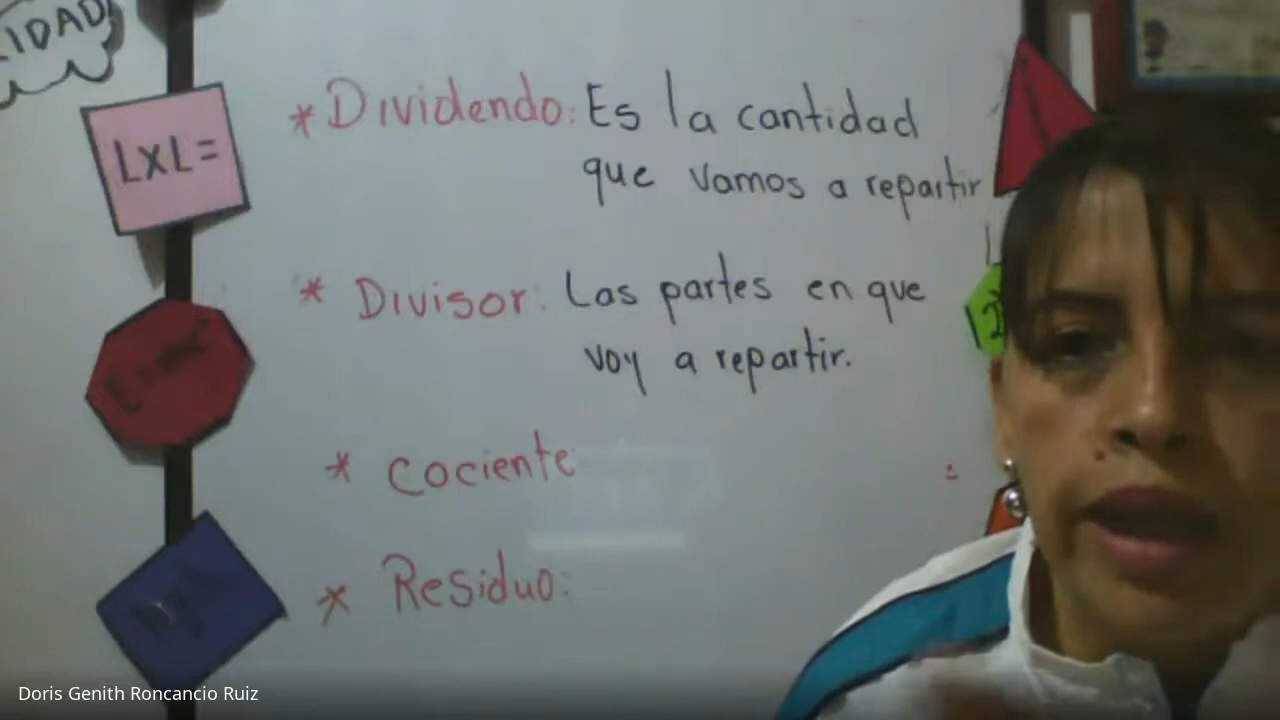 IDAD
LXL=
* Dividendo: Es la cantidad
que vamos a repartir
* Divisor: Las partes en que
voy a repartir.
* Cociente
* Residuo:
Doris Genith Roncancio Ruiz